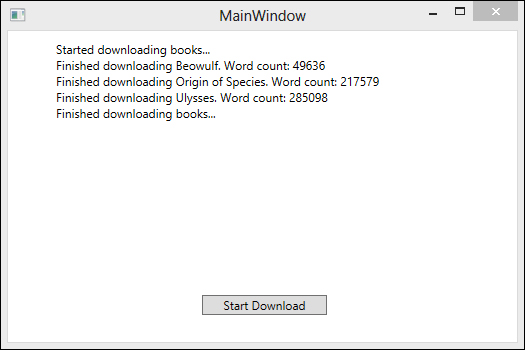 MainWindow
Started downloading books...
Finished downloading Beowulf. Word count: 49636
Finished downloading Origin of Species. Word count: 217579
Finished downloading Ulysses. Word count: 285098
Finished downloading books...
Start Download